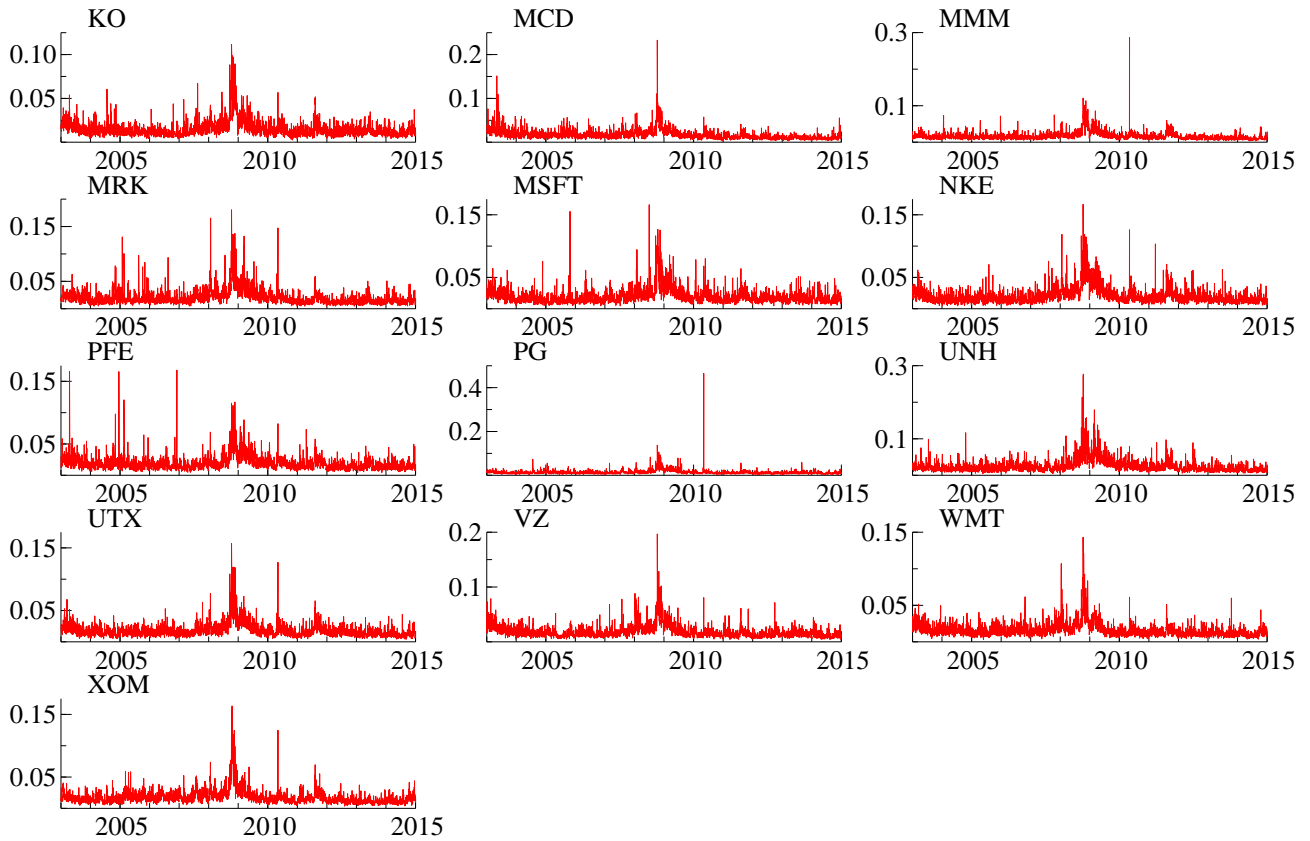 KO MCD MMM
0.10 0.2 0.3
0.05 0.1 0.1
2005 2010 2015 2005 2010 2015 2005 2010 2015
MRK MSFT NKE
0.15 0.15 0.15
0.05 0.05 0.05
2005 2010 2015 2005 2010 2015 2005 2010 2015
PFE PG UNH
0.15 0.4 0.3
0.05 0.2 0.1
2005 2010 2015 2005 2010 2015 2005 2010 2015
UTX VZ WMT
0.15 0.2 0.15
0.05 0.1 0.05
2005 2010 2015 2005 2010 2015 2005 2010 2015
XOM
0.15
0.05
2005 2010 2015